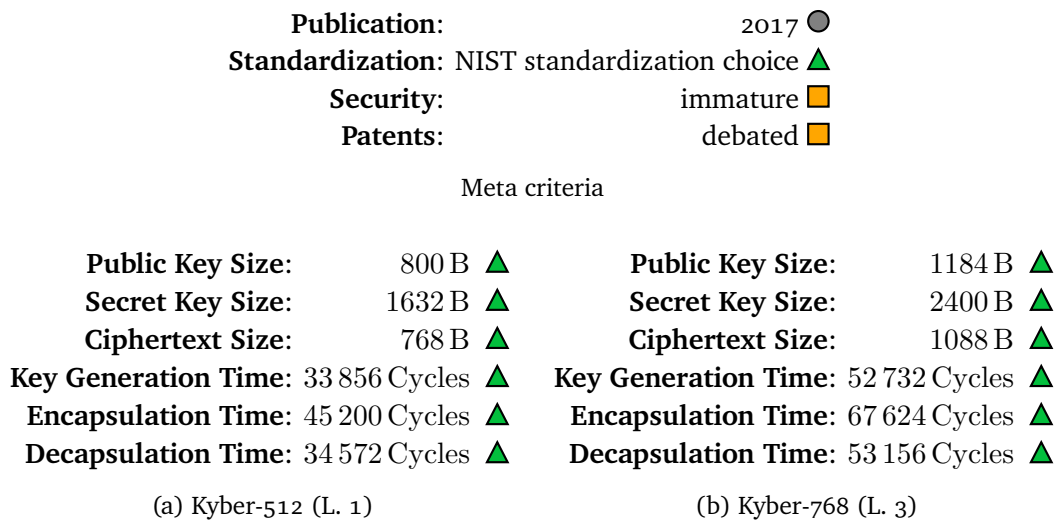 Publication: 2017
Standardization: NIST standardization choice
Security: immature
Patents: debated
Meta criteria
Public Key Size: 800 B
Secret Key Size: 1632 B
Ciphertext Size: 768 B
Key Generation Time: 33 856 Cycles
Encapsulation Time: 45 200 Cycles
Decapsulation Time: 34 572 Cycles
(a) Kyber-512 (L. 1)
Public Key Size: 1184 B
Secret Key Size: 2400 B
Ciphertext Size: 1088 B
Key Generation Time: 52 732 Cycles
Encapsulation Time: 67 624 Cycles
Decapsulation Time: 53 156 Cycles
(b) Kyber-768 (L. 3)